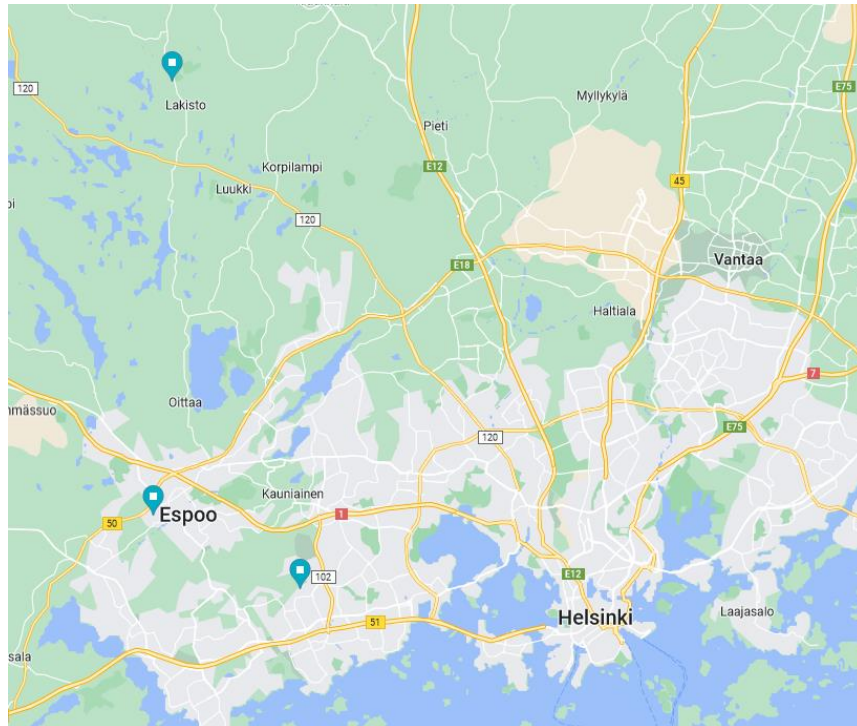 120
Lakisto
Myllykylä
E75
Pieti
Korpilampi
E12
Luukki
45
120
Vantaa
E18
Haltiala
7
Oittaa
mmässuo
E75
120
Kauniainen
50
Espoo
1
102
E12
Laajasalo
Helsinki
51
sala